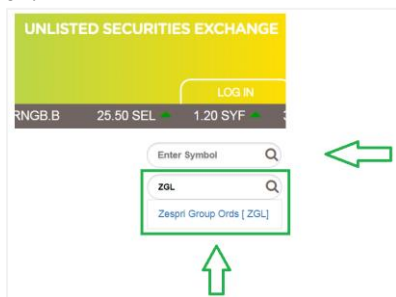 UNLISTED SECURITIES EXCHANGE
LOG IN
RNGB.B 25.50 SEL 1.20 SYF
Enter Symbol
ZGL
Zespri Group Ords [ ZGL]